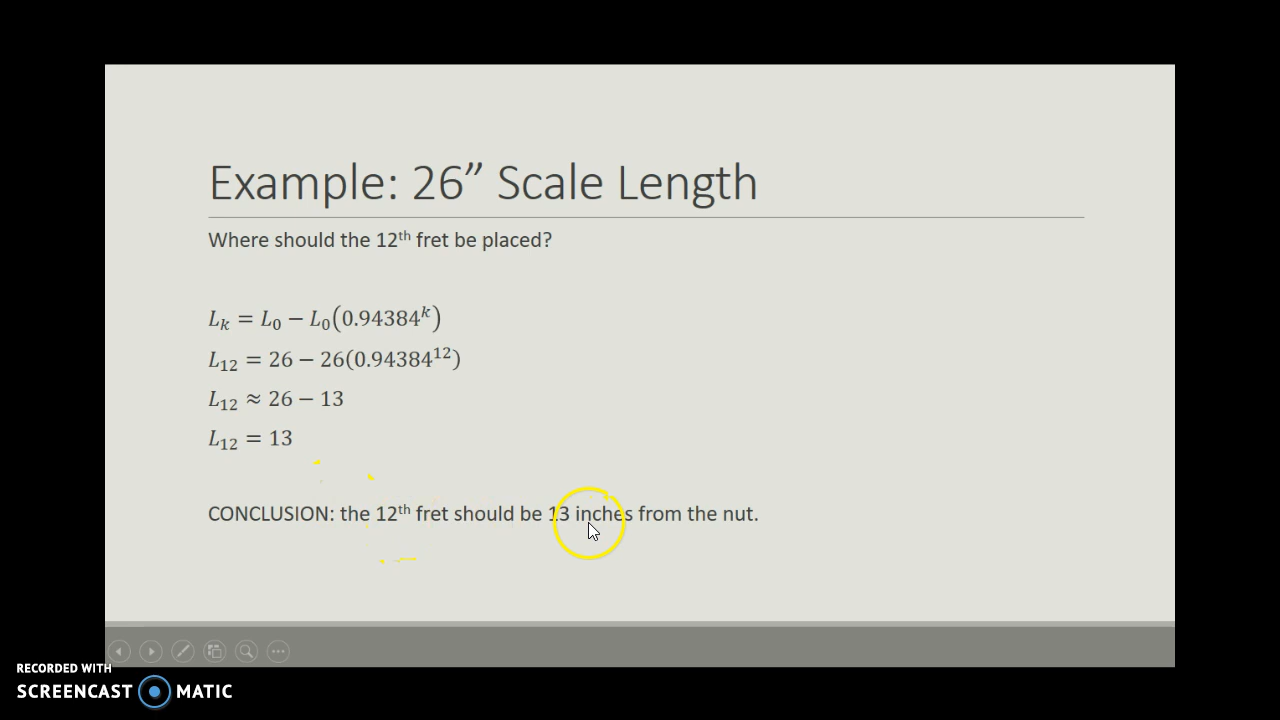 Example: 26” Scale Length
Where should the 12th fret be placed?
L_k = L_0 − L_0(0.94384^k)
L_12 = 26 − 26(0.94384^12)
L_12 ≈ 26 − 13
L_12 = 13
CONCLUSION: the 12th fret should be 13 inches from the nut.
RECORDED WITH
SCREENCAST MATIC